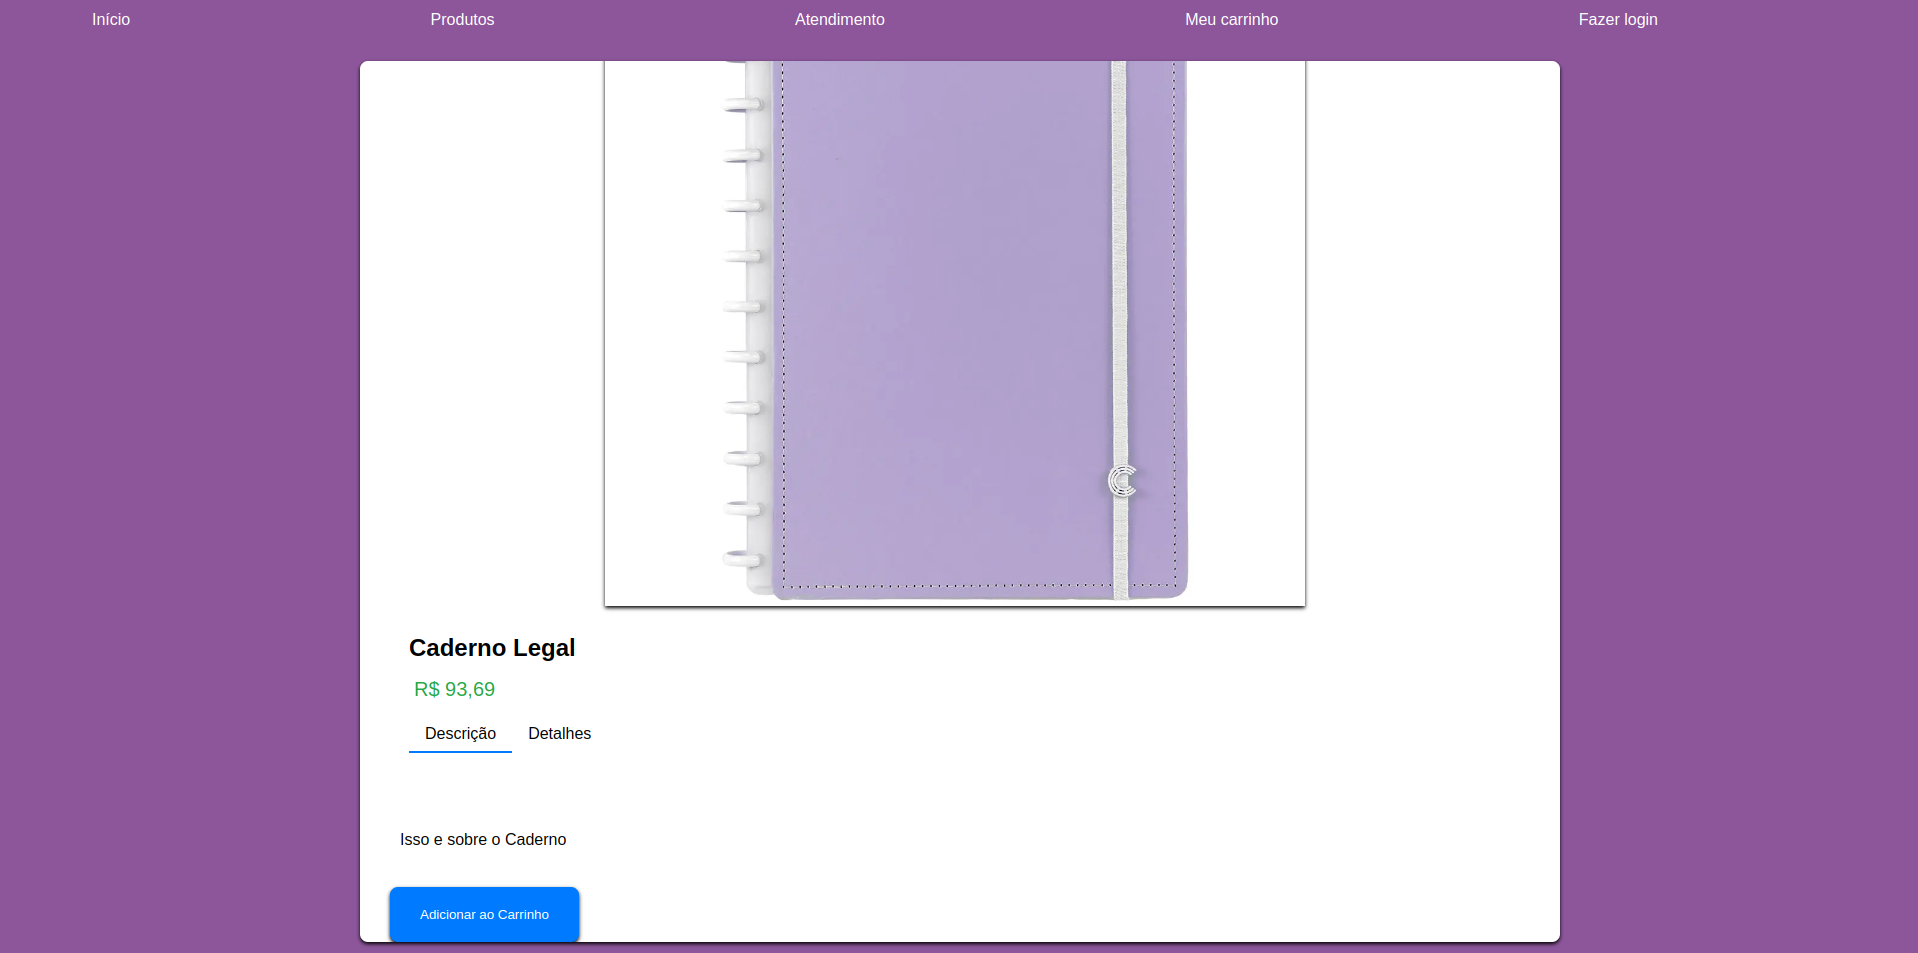 Início Produtos Atendimento Meu carrinho Fazer login
Caderno Legal
R$ 93,69
Descrição Detalhes
Isso e sobre o Caderno
Adicionar ao Carrinho